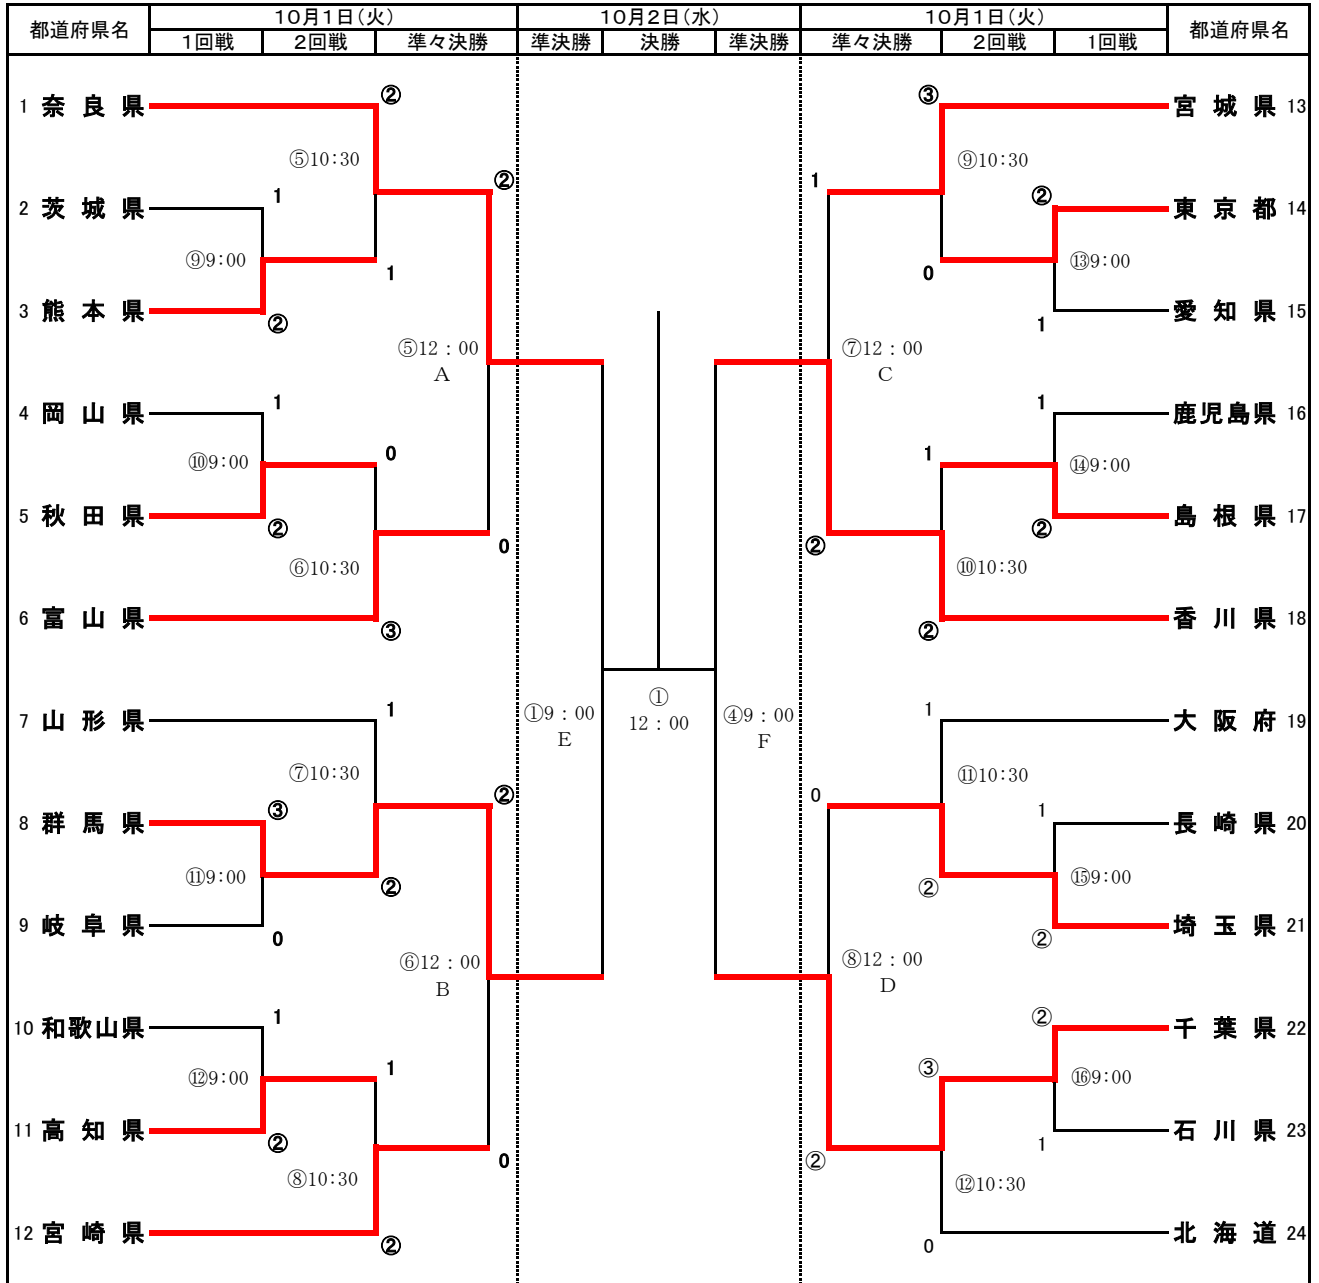 都道府県名 10月1日(火) 10月2日(水) 10月1日(火) 都道府県名
1回戦 2回戦 準々決勝 準決勝 決勝 準決勝 準々決勝 2回戦 1回戦
② ③
1 奈良県 宮城県 13
⑤10:30 ⑨10:30
② 1
1 ②
2 茨城県 東京都 14
⑨9:00 ⑬9:00
1 0
3 熊本県 愛知県 15
② 1
⑤12:00 ⑦12:00
A C
1 1
4 岡山県 鹿児島県 16
0 1
⑩9:00 ⑭9:00
5 秋田県 島根県 17
② ②
0 ②
⑥10:30 ⑩10:30
6 富山県 香川県 18
③ ②
①
1 1
7 山形県 ①9:00 12:00 ④9:00 大阪府 19
E F
⑦10:30 ⑪10:30
② 0
③ 1
8 群馬県 長崎県 20
⑪9:00 ⑮9:00
② ②
9 岐阜県 埼玉県 21
0 ②
⑥12:00 ⑧12:00
B D
1 ②
10 和歌山県 千葉県 22
1 ③
⑫9:00 ⑯9:00
11 高知県 石川県 23
② 1
0 ②
⑧10:30 ⑫10:30
12 宮崎県 北海道 24
② 0